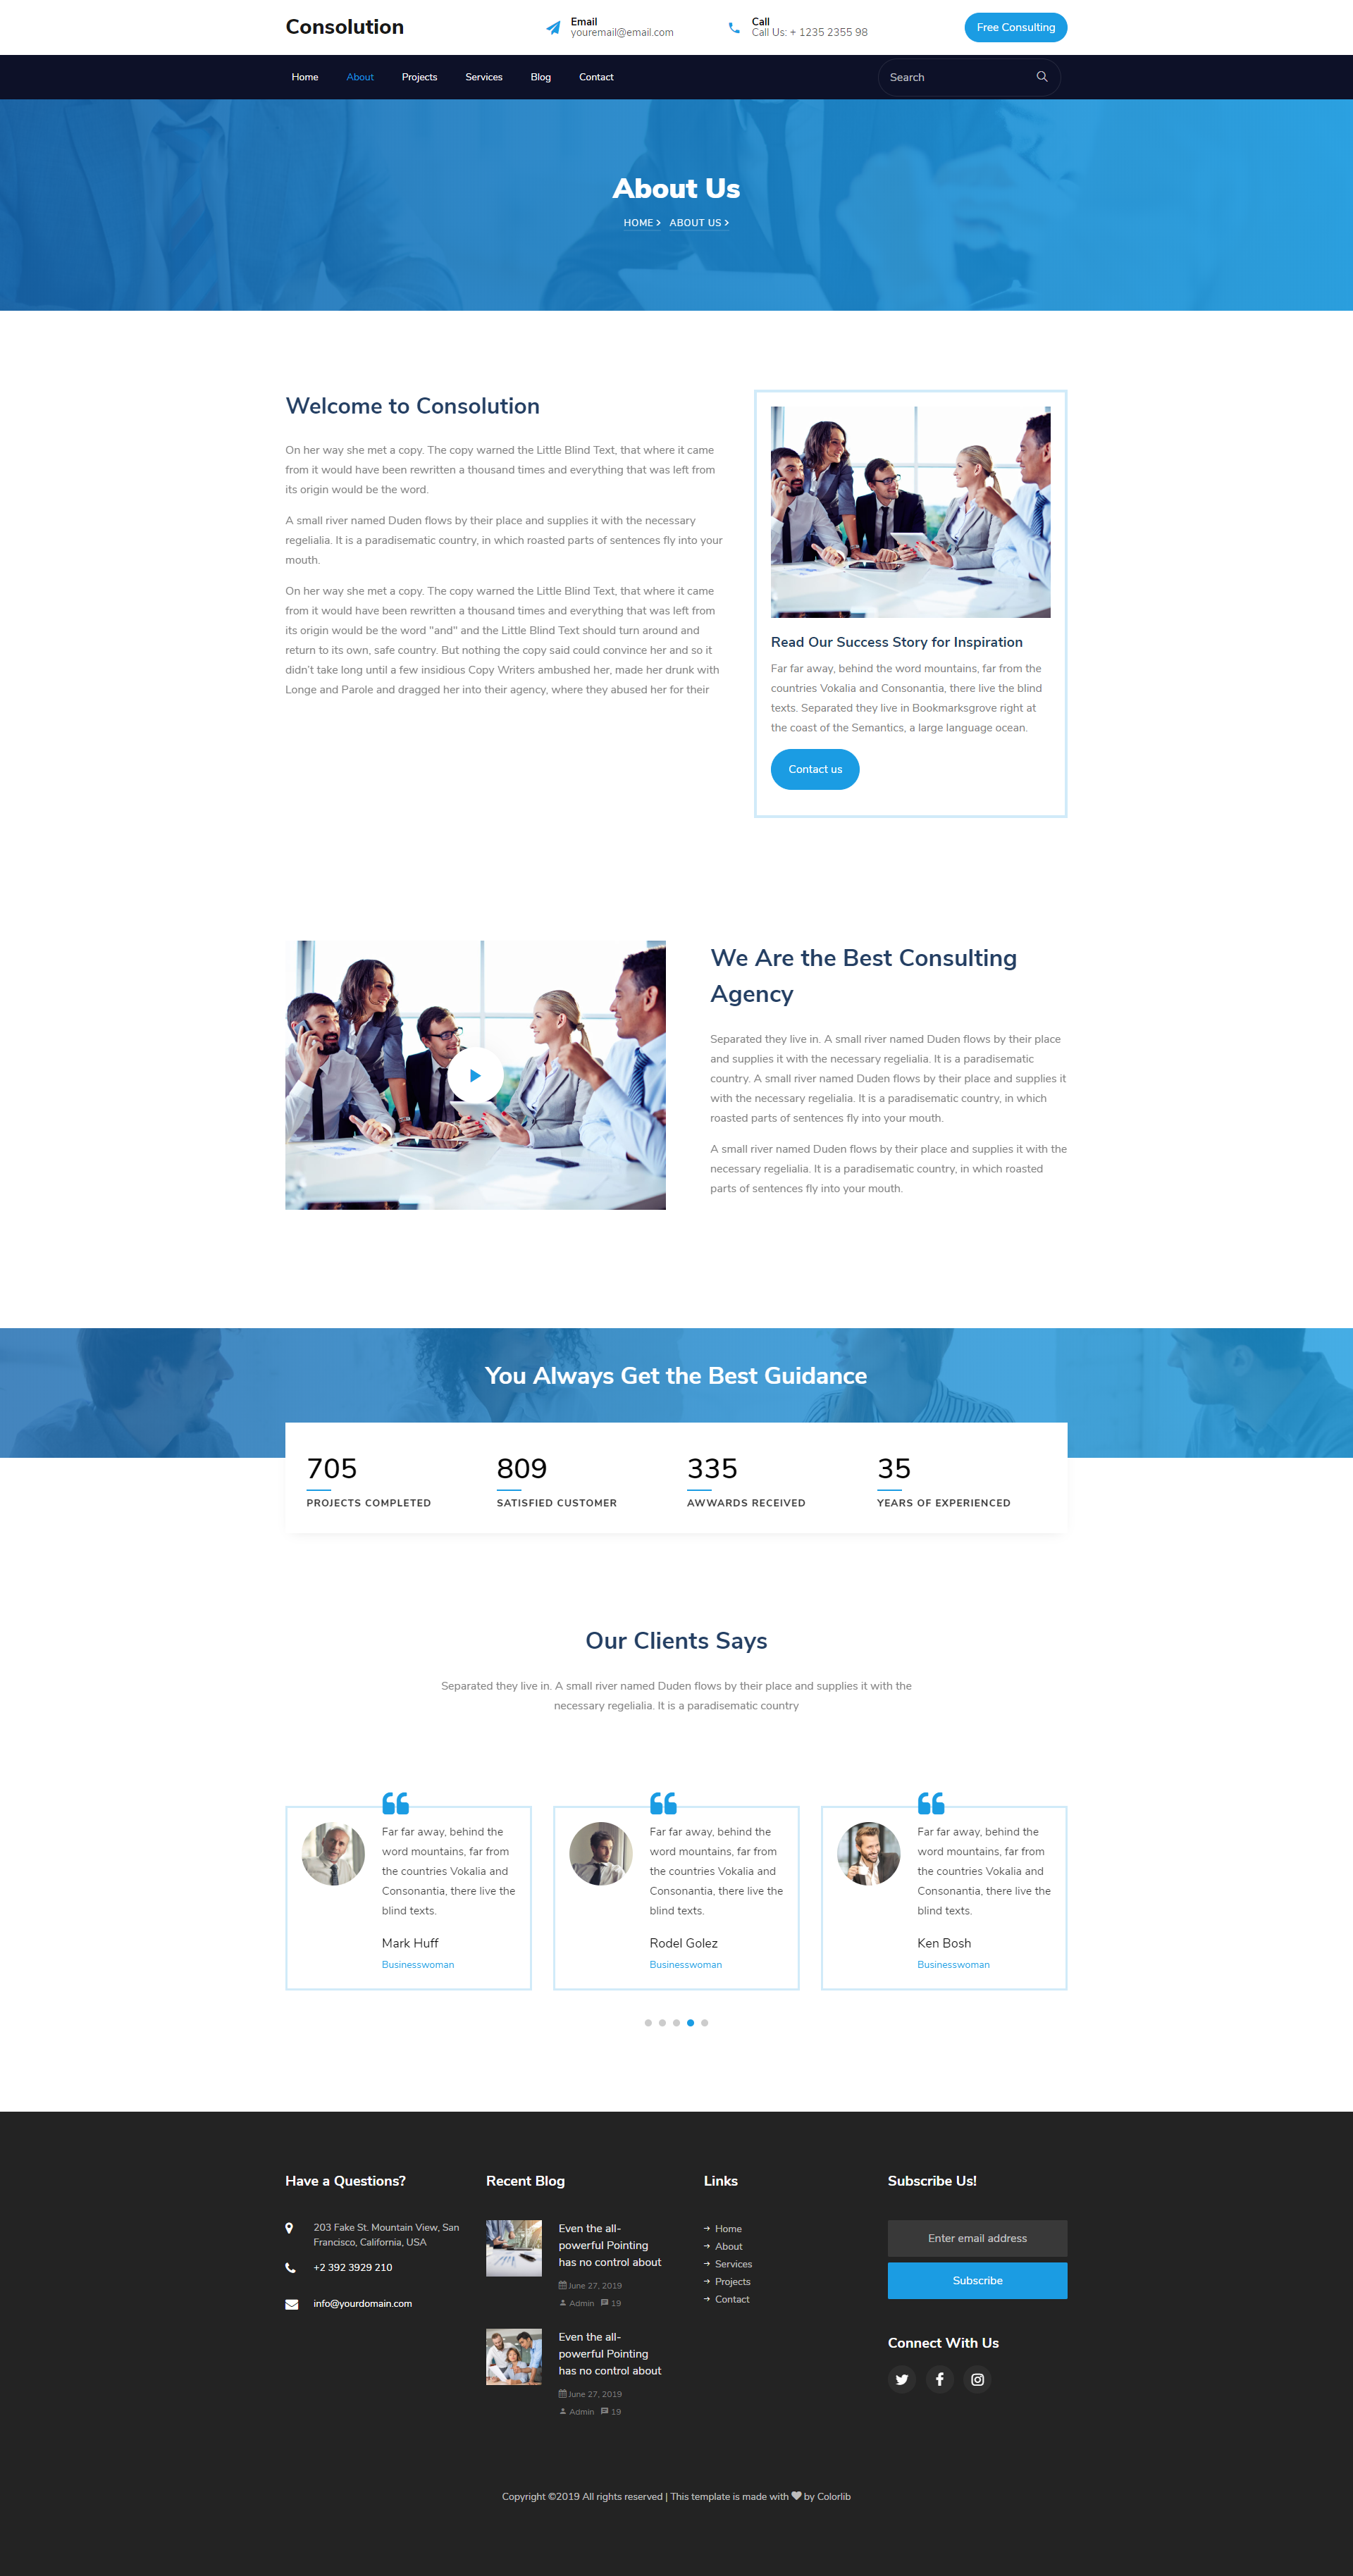 Consolution
Email
youremail@email.com
Call
Call Us: + 1235 2355 98
Free Consulting
Home
About
Projects
Services
Blog
Contact
Search
About Us
HOME
ABOUT US
Welcome to Consolution
On her way she met a copy. The copy warned the Little Blind Text, that where it came
from it would have been rewritten a thousand times and everything that was left from
its origin would be the word.
A small river named Duden flows by their place and supplies it with the necessary
regelialia. It is a paradisematic country, in which roasted parts of sentences fly into your
mouth.
On her way she met a copy. The copy warned the Little Blind Text, that where it came
from it would have been rewritten a thousand times and everything that was left from
its origin would be the word "and" and the Little Blind Text should turn around and
return to its own, safe country. But nothing the copy said could convince her and so it
didn't take long until a few insidious Copy Writers ambushed her, made her drunk with
Longe and Parole and dragged her into their agency, where they abused her for their
Read Our Success Story for Inspiration
Far far away, behind the word mountains, far from the
countries Vokalia and Consonantia, there live the blind
texts. Separated they live in Bookmarksgrove right at
the coast of the Semantics, a large language ocean.
Contact us
We Are the Best Consulting
Agency
Separated they live in. A small river named Duden flows by their place
and supplies it with the necessary regelialia. It is a paradisematic
country. A small river named Duden flows by their place and supplies it
with the necessary regelialia. It is a paradisematic country, in which
roasted parts of sentences fly into your mouth.
A small river named Duden flows by their place and supplies it with the
necessary regelialia. It is a paradisematic country, in which roasted
parts of sentences fly into your mouth.
You Always Get the Best Guidance
705
PROJECTS COMPLETED
809
SATISFIED CUSTOMER
335
AWWARDS RECEIVED
35
YEARS OF EXPERIENCED
Our Clients Says
Separated they live in. A small river named Duden flows by their place and supplies it with the
necessary regelialia. It is a paradisematic country
Far far away, behind the
word mountains, far from
the countries Vokalia and
Consonantia, there live the
blind texts.
Mark Huff
Businesswoman
Far far away, behind the
word mountains, far from
the countries Vokalia and
Consonantia, there live the
blind texts.
Rodel Golez
Businesswoman
Far far away, behind the
word mountains, far from
the countries Vokalia and
Consonantia, there live the
blind texts.
Ken Bosh
Businesswoman
Have a Questions?
203 Fake St. Mountain View, San
Francisco, California, USA
+2 392 3929 210
info@yourdomain.com
Recent Blog
Even the all-
powerful Pointing
has no control about
June 27, 2019
Admin 19
Even the all-
powerful Pointing
has no control about
June 27, 2019
Admin 19
Links
Home
About
Services
Projects
Contact
Subscribe Us!
Enter email address
Subscribe
Connect With Us
Copyright ©2019 All rights reserved | This template is made with ♥ by Colorlib